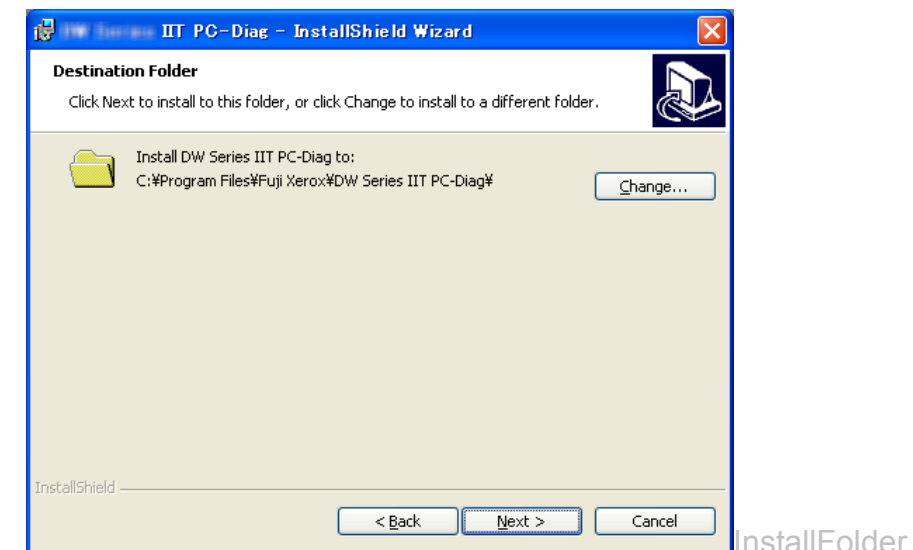 IIT PC-Diag - InstallShield Wizard
Destination Folder
Click Next to install to this folder, or click Change to install to a different folder.
Install DW Series IIT PC-Diag to:
C:¥Program Files¥Fuji Xerox¥DW Series IIT PC-Diag¥
Change...
InstallShield
< Back Next > Cancel
InstallFolder